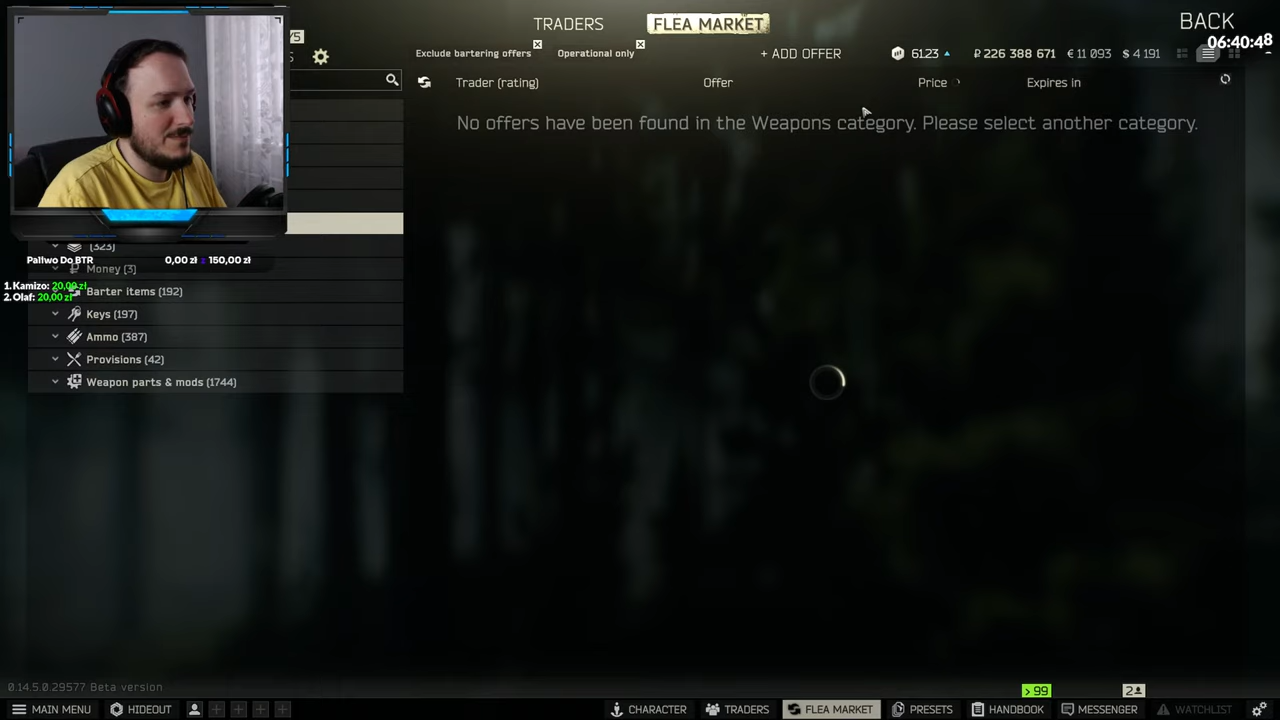 TRADERS
FLEA MARKET
BACK
06:40:48
Exclude bartering offers
Operational only
+ ADD OFFER
6123
₽ 226 388 671
€ 11 093
$ 4 191
Trader (rating)
Offer
Price
Expires in
No offers have been found in the Weapons category. Please select another category.
(323)
Paliwo Do BTR
0,00 zł z 150,00 zł
Money (3)
1. Kamizo: 20,00 zł
2. Olaf: 20,00 zł
Barter items (192)
Keys (197)
Ammo (387)
Provisions (42)
Weapon parts & mods (1744)
0.14.5.0.29577 Beta version
> 99
2
MAIN MENU
HIDEOUT
CHARACTER
TRADERS
FLEA MARKET
PRESETS
HANDBOOK
MESSENGER
WATCHLIST